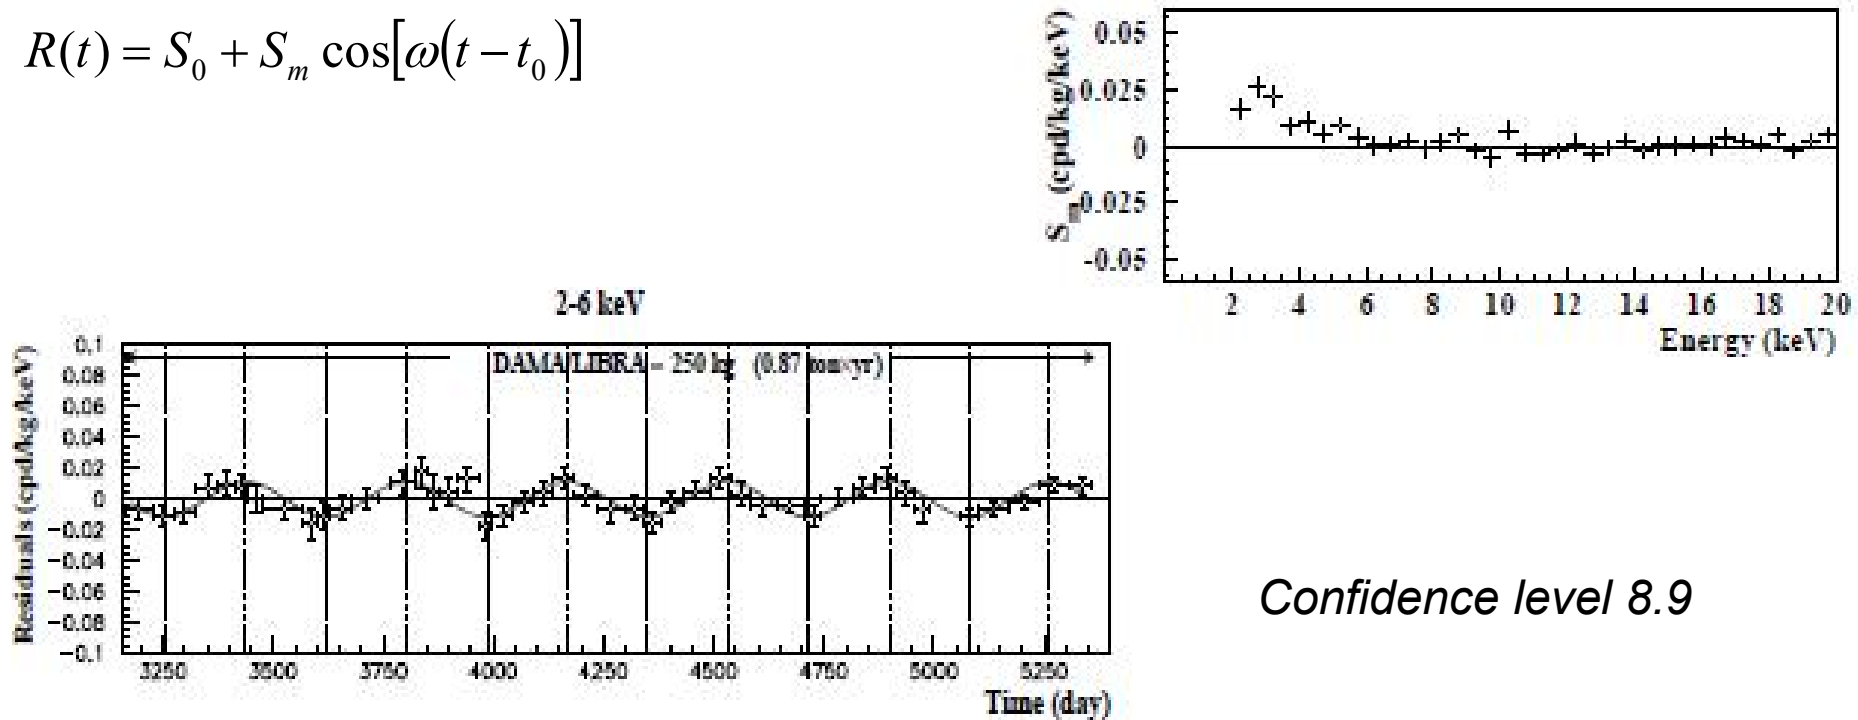 R(t) = S₀ + Sₘ cos[ω(t − t₀)]
Sₘ (cpd/kg/keV)
0.05
0.025
0
-0.025
-0.05
2 4 6 8 10 12 14 16 18 20
Energy (keV)
2-6 keV
Residuals (cpd/kg/keV)
DAMA/LIBRA ≈ 250 kg (0.87 ton×yr)
0.1
0.08
0.06
0.04
0.02
0
−0.02
−0.04
−0.06
−0.08
−0.1
3250 3500 3750 4000 4250 4500 4750 5000 5250
Time (day)
Confidence level 8.9